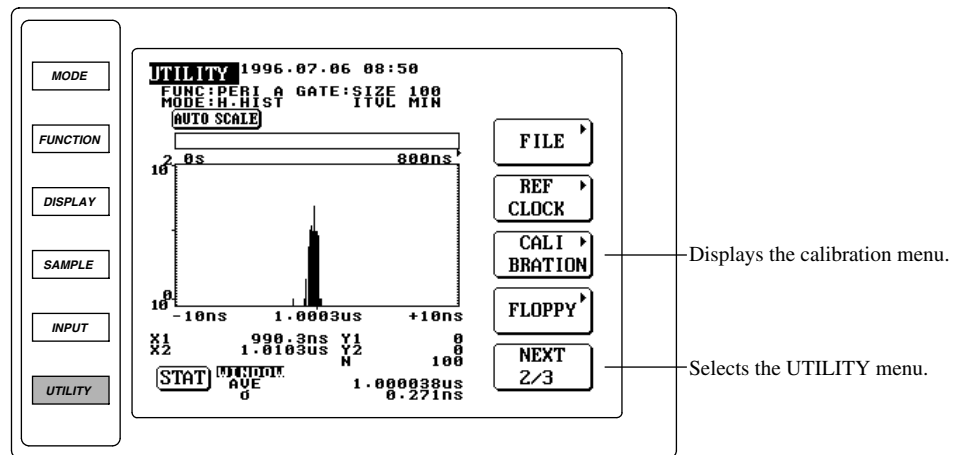 MODE
FUNCTION
DISPLAY
SAMPLE
INPUT
UTILITY
UTILITY 1996.07.06 08:50
FUNC:PERI A GATE:SIZE 100
MODE:H.HIST ITVL MIN
AUTO SCALE
0s 800ns
10 2
10 0
-10ns 1.0003us +10ns
X1 990.3ns Y1 0
X2 1.0103us Y2 0
N 100
STAT WINDOW
AVE 1.000038us
σ 0.271ns
FILE
REF
CLOCK
CALI
BRATION
FLOPPY
NEXT
2/3
Displays the calibration menu.
Selects the UTILITY menu.